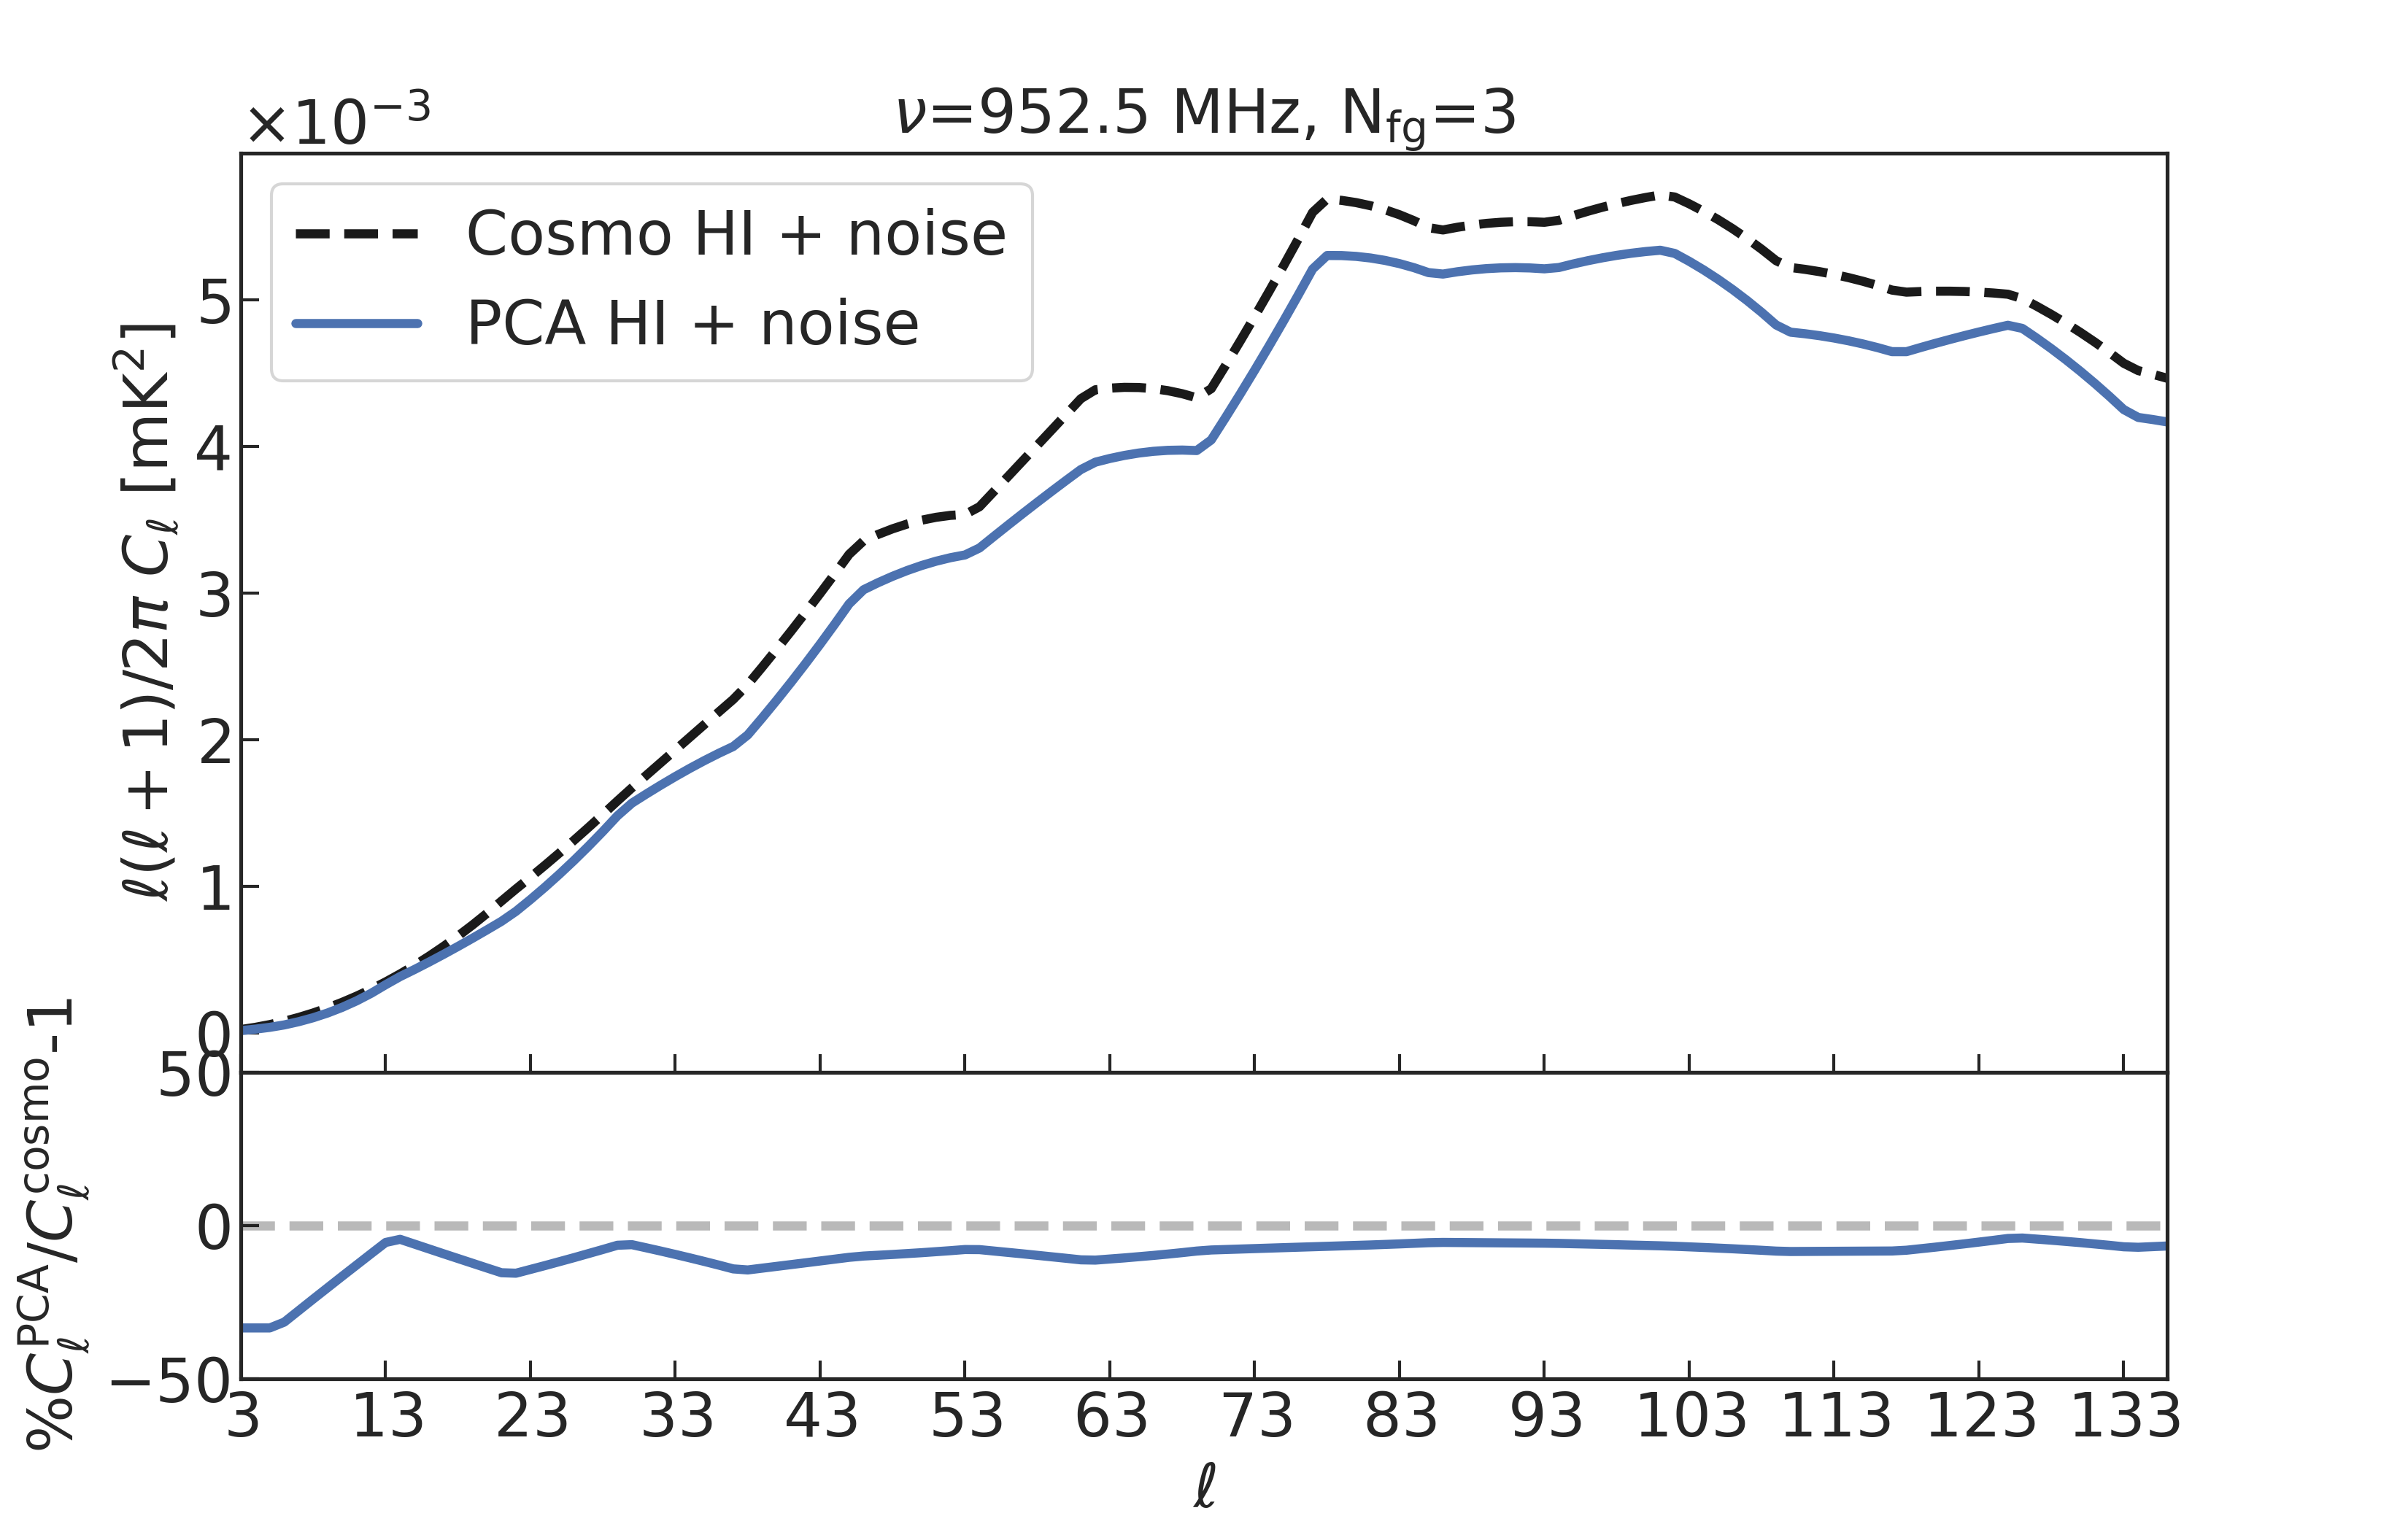 ×10⁻³
ν=952.5 MHz, N_fg=3
Cosmo HI + noise
PCA HI + noise
ℓ(ℓ+1)/2π C_ℓ [mK²]
5
4
3
2
1
0
%C_ℓ^PCA/C_ℓ^cosmo-1
50
0
−50
3 13 23 33 43 53 63 73 83 93 103 113 123 133
ℓ